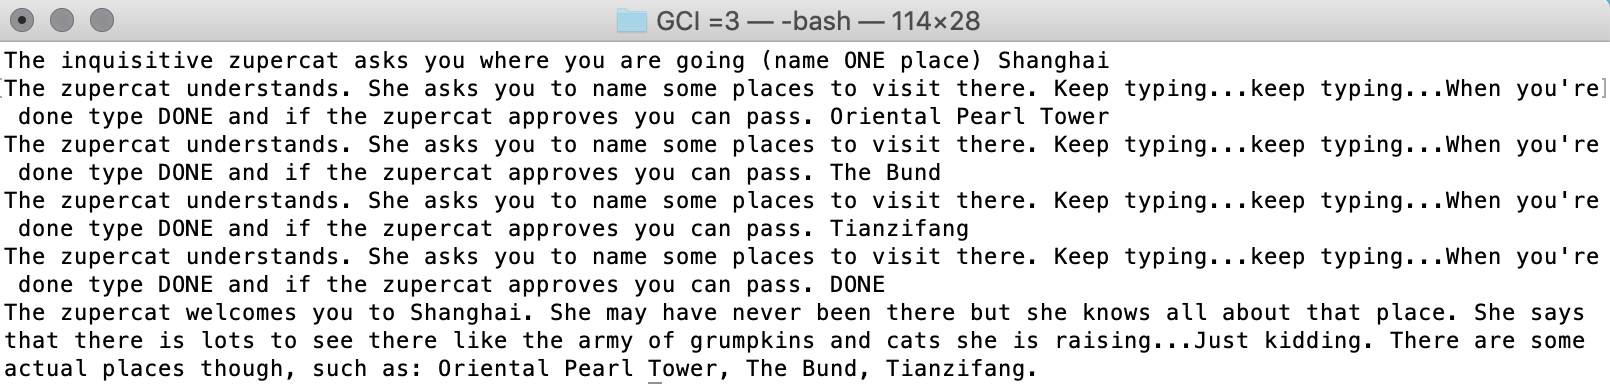 GCI =3 — -bash — 114×28
The inquisitive zupercat asks you where you are going (name ONE place) Shanghai
[The zupercat understands. She asks you to name some places to visit there. Keep typing...keep typing...When you're]
 done type DONE and if the zupercat approves you can pass. Oriental Pearl Tower
The zupercat understands. She asks you to name some places to visit there. Keep typing...keep typing...When you're
 done type DONE and if the zupercat approves you can pass. The Bund
The zupercat understands. She asks you to name some places to visit there. Keep typing...keep typing...When you're
 done type DONE and if the zupercat approves you can pass. Tianzifang
The zupercat understands. She asks you to name some places to visit there. Keep typing...keep typing...When you're
 done type DONE and if the zupercat approves you can pass. DONE
The zupercat welcomes you to Shanghai. She may have never been there but she knows all about that place. She says
that there is lots to see there like the army of grumpkins and cats she is raising...Just kidding. There are some
actual places though, such as: Oriental Pearl Tower, The Bund, Tianzifang.